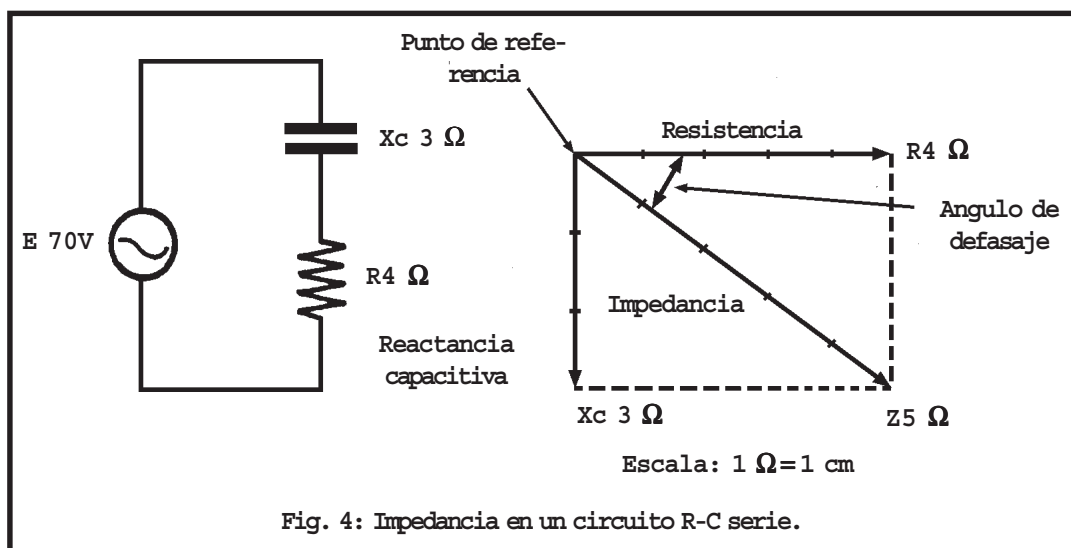 Punto de refe-
rencia
Xc 3 Ω
Resistencia
R4 Ω
E 70V
Angulo de
defasaje
R4 Ω
Impedancia
Reactancia
capacitiva
Xc 3 Ω
Z5 Ω
Escala: 1 Ω=1 cm
Fig. 4: Impedancia en un circuito R-C serie.